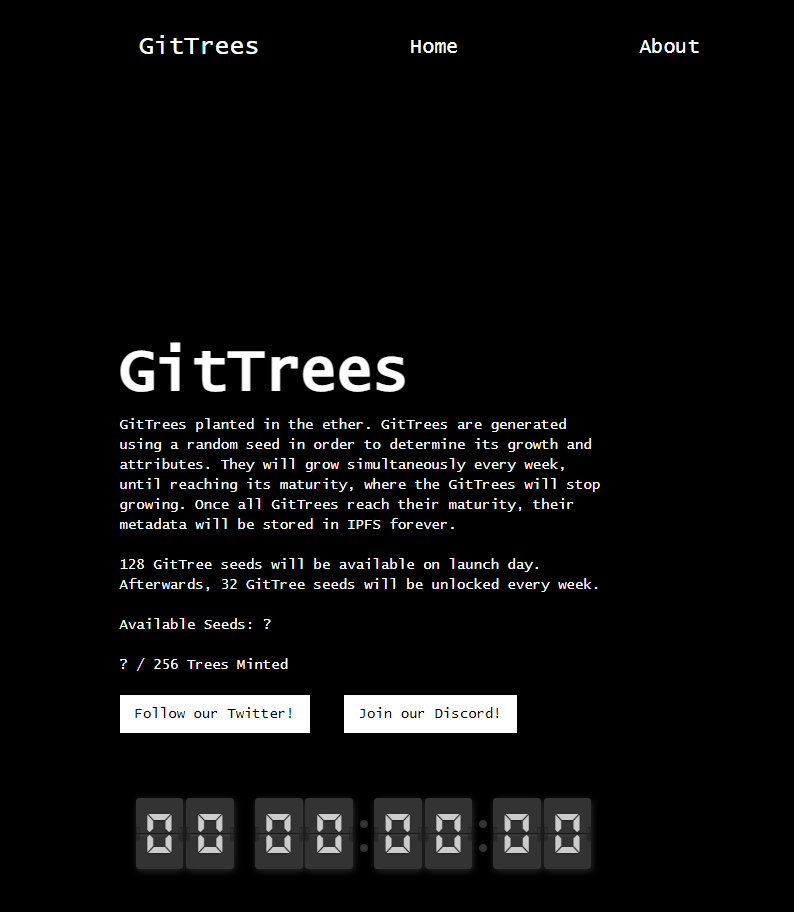 GitTrees Home About
GitTrees
GitTrees planted in the ether. GitTrees are generated
using a random seed in order to determine its growth and
attributes. They will grow simultaneously every week,
until reaching its maturity, where the GitTrees will stop
growing. Once all GitTrees reach their maturity, their
metadata will be stored in IPFS forever.
128 GitTree seeds will be available on launch day.
Afterwards, 32 GitTree seeds will be unlocked every week.
Available Seeds: ?
? / 256 Trees Minted
Follow our Twitter! Join our Discord!
00 00:00:00